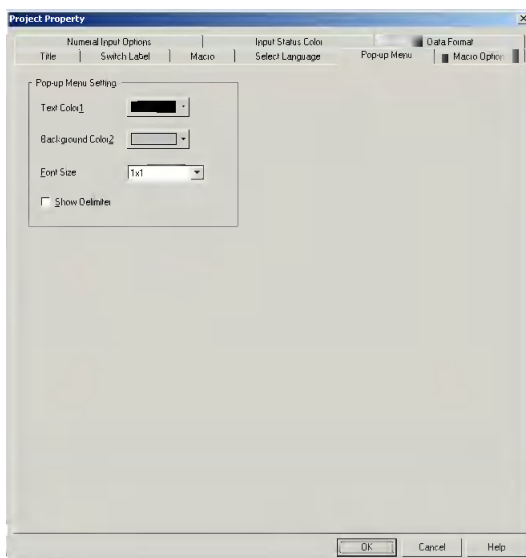 Project Property
Numeral Input Options Input Status Color Data Format
Title Switch Label Macro Select Language Pop-up Menu Macro Option
Pop-up Menu Setting
Text Color1
Background Color2
Font Size 1x1
Show Delimiter
OK Cancel Help